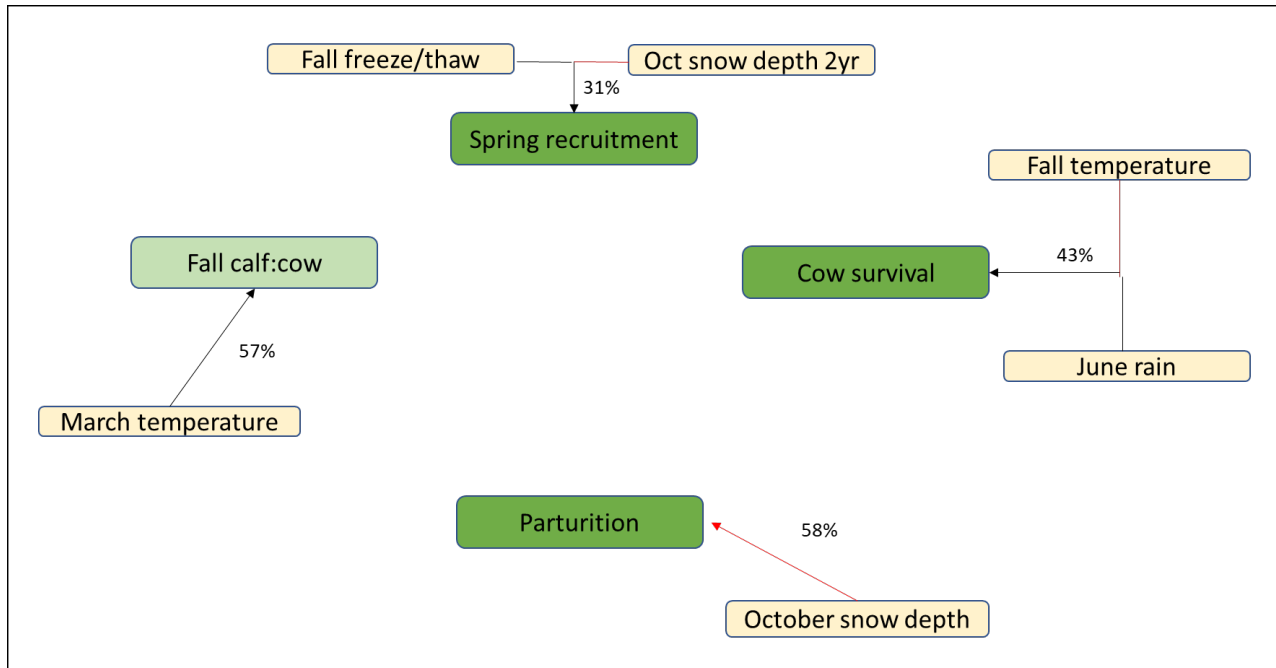 Fall freeze/thaw
Oct snow depth 2yr
31%
Spring recruitment
Fall temperature
Fall calf:cow
Cow survival
43%
57%
June rain
March temperature
Parturition
58%
October snow depth